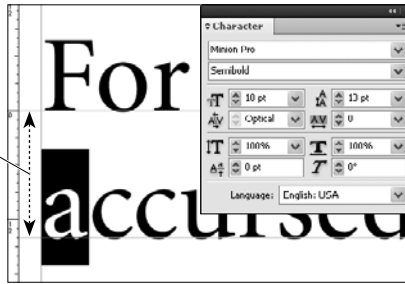 For
Character
Minion Pro
Semibold
10 pt
13 pt
Optical
0
100%
100%
0 pt
0°
Language: English: USA
accursed